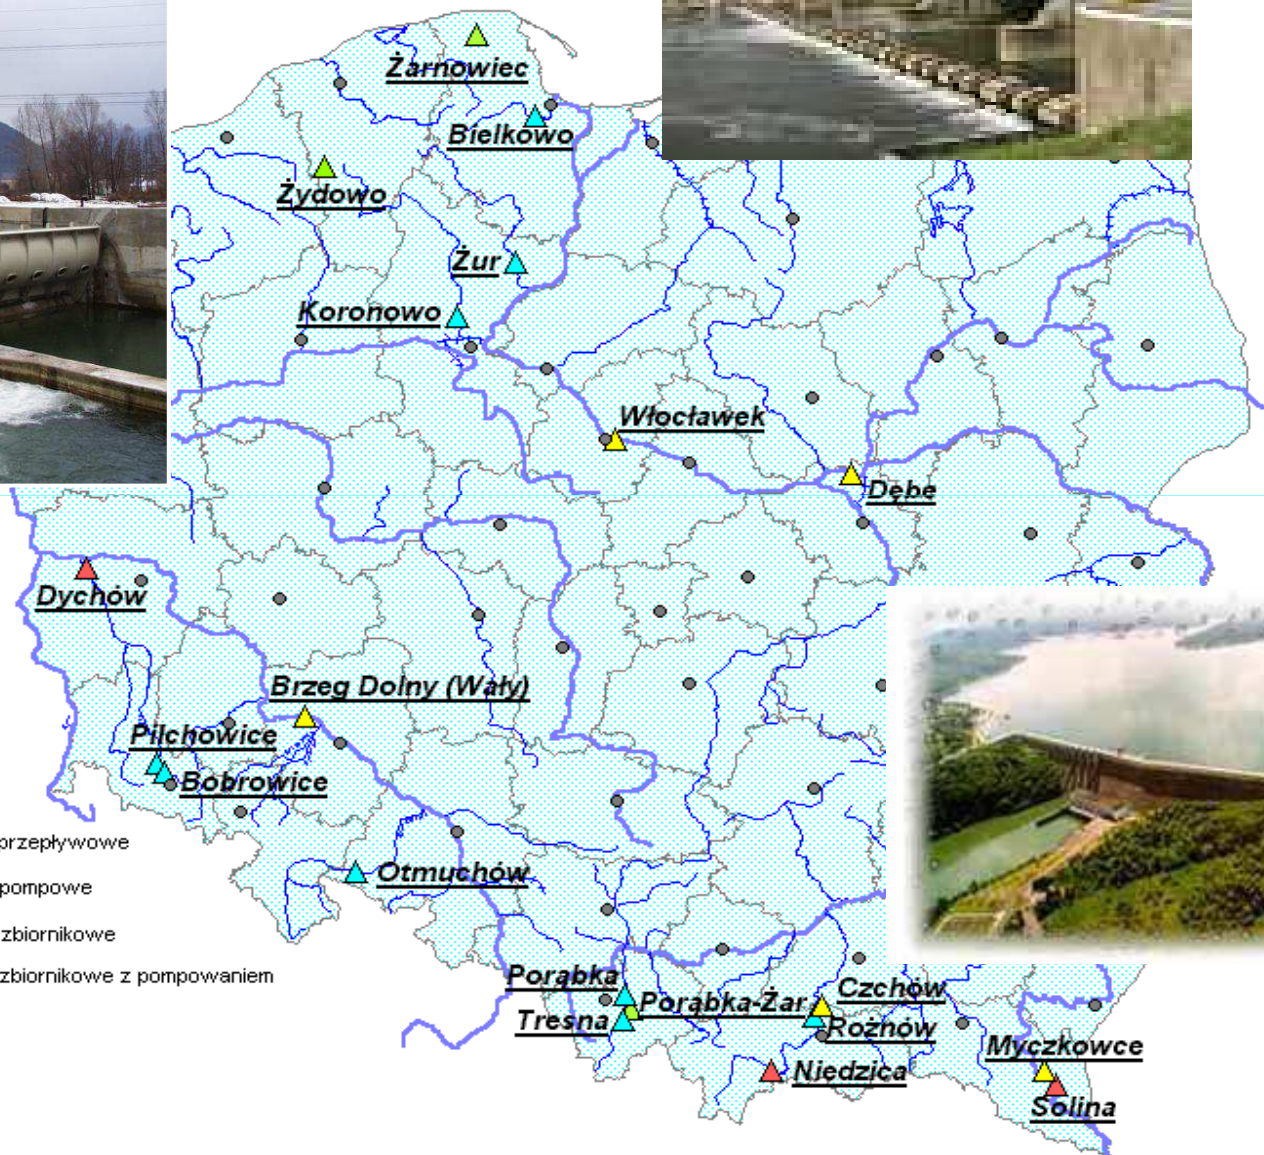 Żarnowiec
Bielkowo
Żydowo
Żur
Koronowo
Włocławek
Dębe
Dychów
Brzeg Dolny (Wały)
Pilchowice
Bobrowice
przepływowe
Otmuchów
pompowe
zbiornikowe
zbiornikowe z pompowaniem
Porąbka
Porąbka-Żar
Czchów
Tresna
Rożnów
Myczkowce
Niedzica
Solina